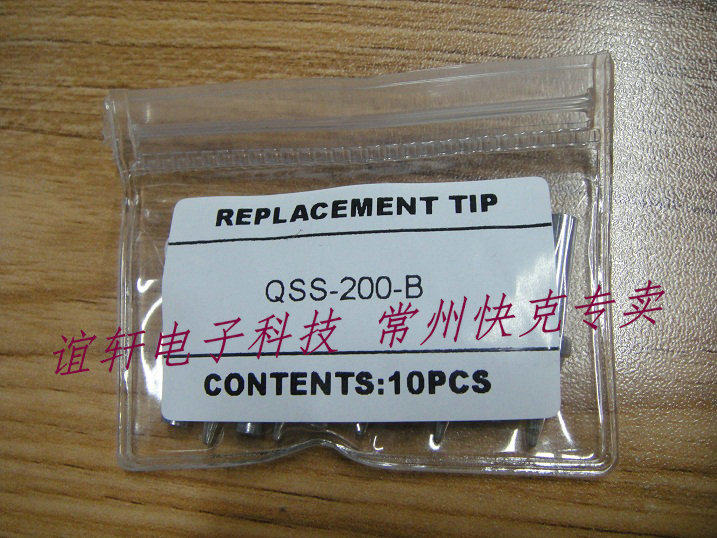 REPLACEMENT TIP
QSS-200-B
谊轩电子科技 常州快克专卖
CONTENTS:10PCS